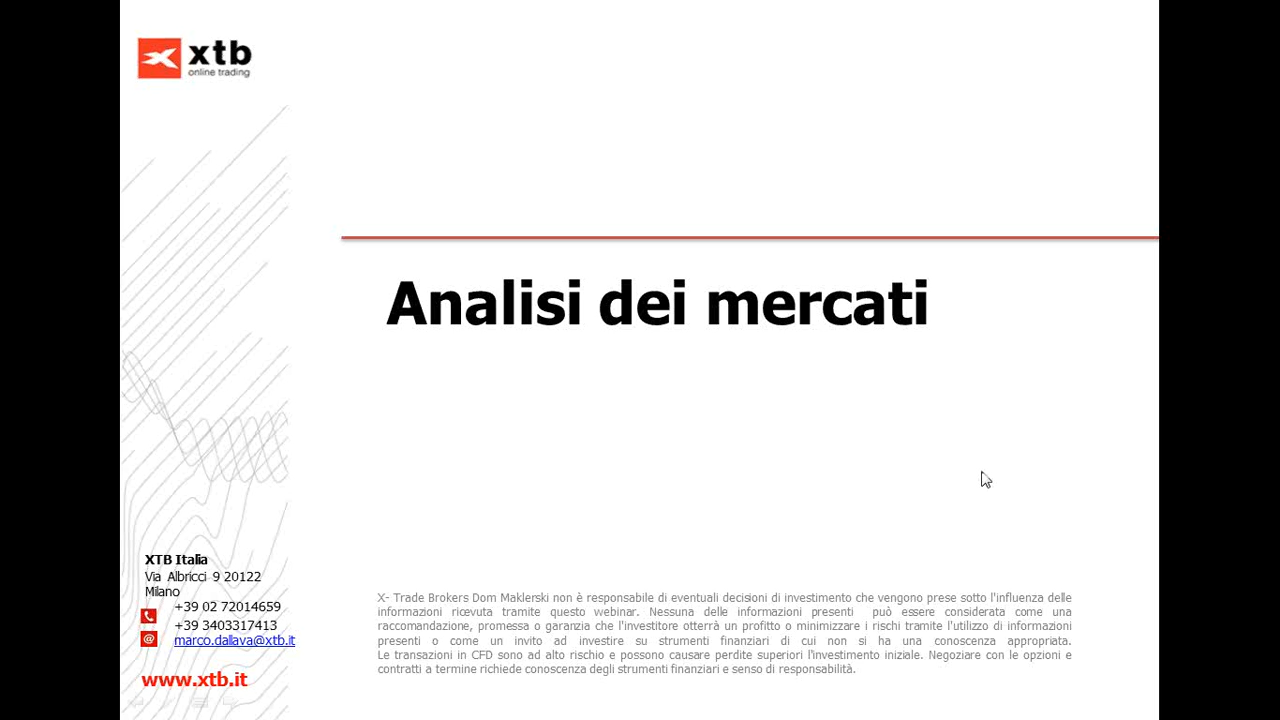 xtb
online trading
Analisi dei mercati
XTB Italia
Via Albricci 9 20122
Milano
+39 02 72014659
+39 3403317413
marco.dallava@xtb.it
www.xtb.it
X- Trade Brokers Dom Maklerski non è responsabile di eventuali decisioni di investimento che vengono prese sotto l'influenza delle
informazioni ricevuta tramite questo webinar. Nessuna delle informazioni presenti può essere considerata come una
raccomandazione, promessa o garanzia che l'investitore otterrà un profitto o minimizzare i rischi tramite l'utilizzo di informazioni
presenti o come un invito ad investire su strumenti finanziari di cui non si ha una conoscenza appropriata.
Le transazioni in CFD sono ad alto rischio e possono causare perdite superiori l'investimento iniziale. Negoziare con le opzioni e
contratti a termine richiede conoscenza degli strumenti finanziari e senso di responsabilità.